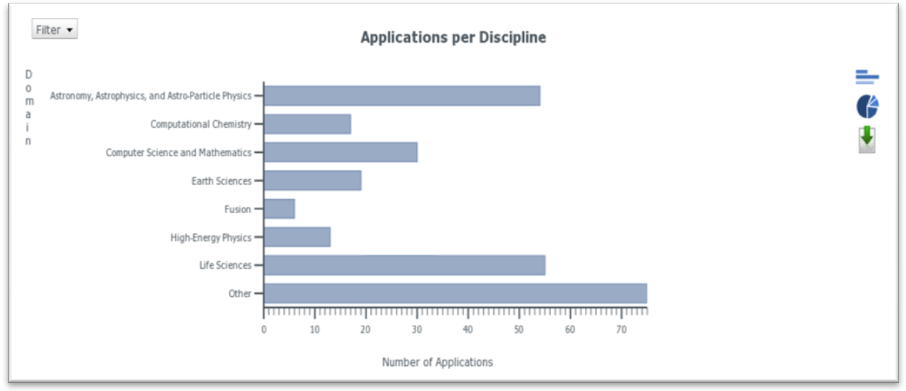 Filter
Applications per Discipline
Domain
Astronomy, Astrophysics, and Astro-Particle Physics
Computational Chemistry
Computer Science and Mathematics
Earth Sciences
Fusion
High-Energy Physics
Life Sciences
Other
0 10 20 30 40 50 60 70
Number of Applications